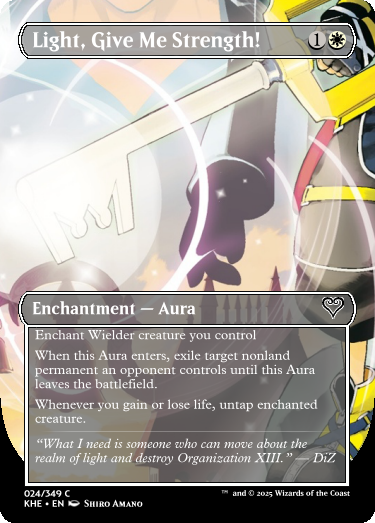 Light, Give Me Strength! 1
Enchantment — Aura
Enchant Wielder creature you control
When this Aura enters, exile target nonland
permanent an opponent controls until this Aura
leaves the battlefield.
Whenever you gain or lose life, untap enchanted
creature.
“What I need is someone who can move about the
realm of light and destroy Organization XIII.” — DiZ
024/349 C
KHE • EN Shiro Amano
™ and © 2025 Wizards of the Coast